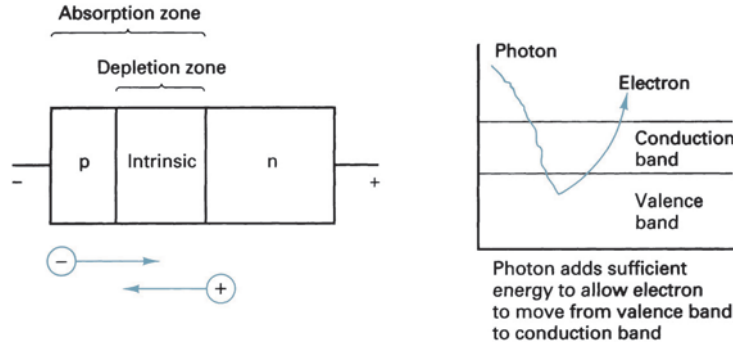 Absorption zone
Depletion zone
p
Intrinsic
n
-
+
−
+
Photon
Electron
Conduction
band
Valence
band
Photon adds sufficient
energy to allow electron
to move from valence band
to conduction band